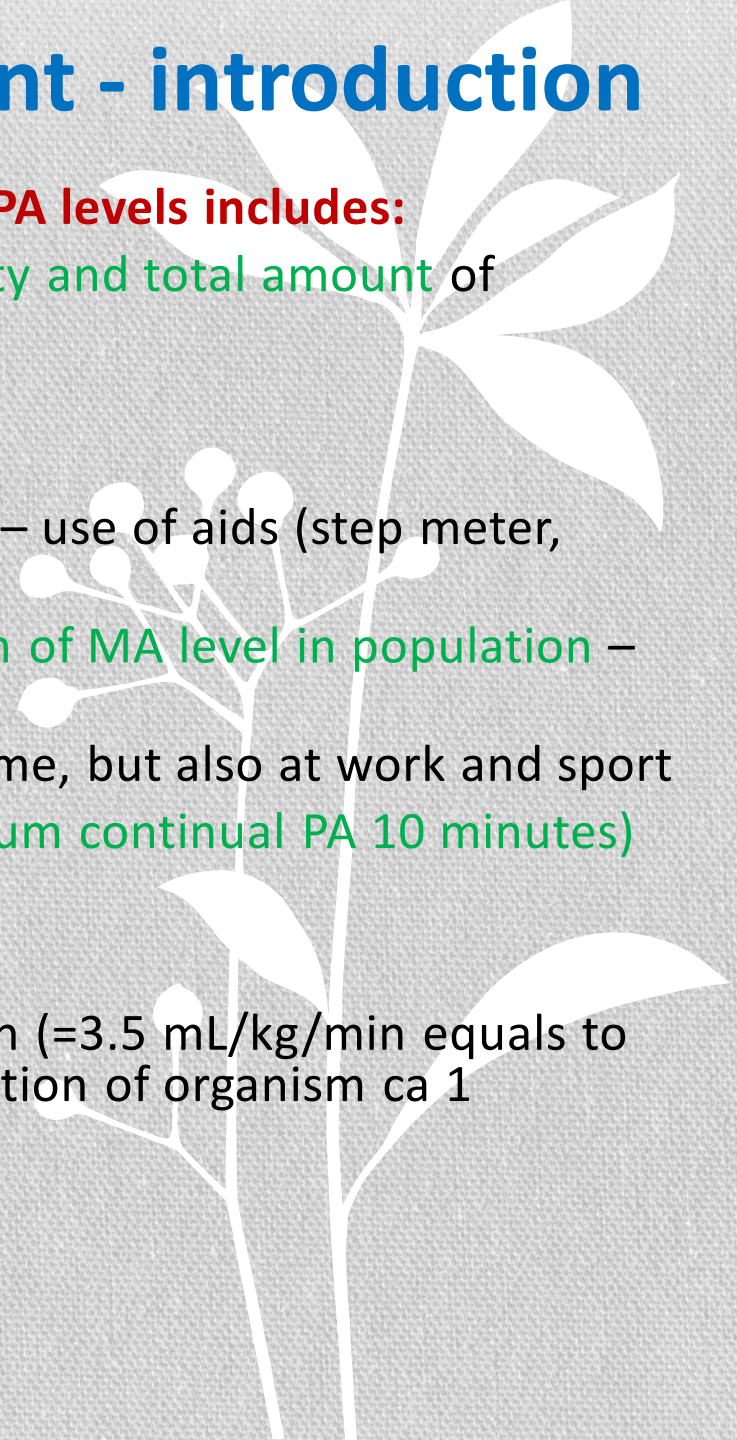 nt - introduction
PA levels includes:
ty and total amount of
– use of aids (step meter,
n of MA level in population –
me, but also at work and sport
um continual PA 10 minutes)
n (=3.5 mL/kg/min equals to
tion of organism ca 1